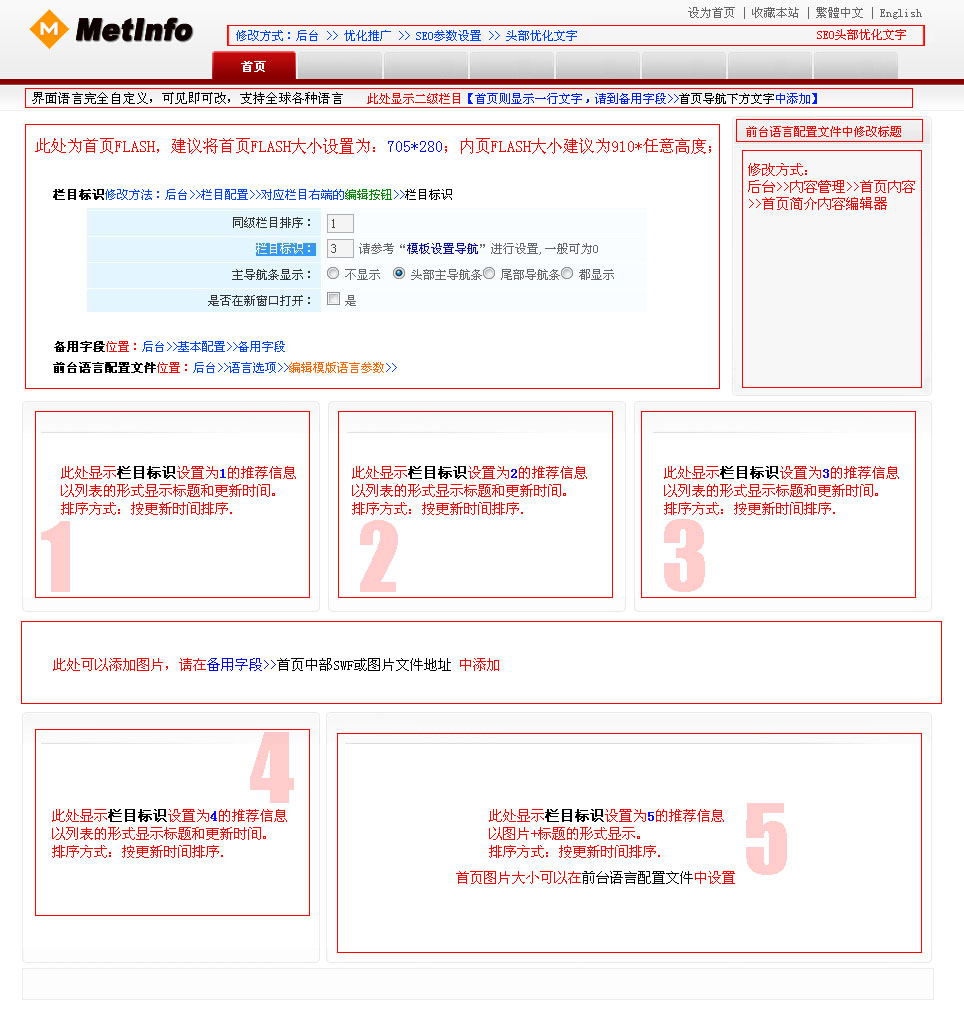 设为首页 | 收藏本站 | 繁體中文 | English
MetInfo
修改方式：后台 >> 优化推广 >> SEO参数设置 >> 头部优化文字
SEO头部优化文字
首页
界面语言完全自定义，可见即可改，支持全球各种语言
此处显示二级栏目【首页则显示一行文字，请到备用字段>>首页导航下方文字中添加】
此处为首页FLASH，建议将首页FLASH大小设置为：705*280；内页FLASH大小建议为910*任意高度；
栏目标识修改方法：后台>>栏目配置>>对应栏目右端的编辑按钮>>栏目标识
同级栏目排序： 1
栏目标识： 3 请参考“模板设置导航”进行设置,一般可为0
主导航条显示： 不显示 头部主导航条 尾部导航条 都显示
是否在新窗口打开： 是
备用字段位置：后台>>基本配置>>备用字段
前台语言配置文件位置：后台>>语言选项>>编辑模版语言参数>>
前台语言配置文件中修改标题
修改方式：
后台>>内容管理>>首页内容
>>首页简介内容编辑器
此处显示栏目标识设置为1的推荐信息
以列表的形式显示标题和更新时间。
排序方式：按更新时间排序.
1
此处显示栏目标识设置为2的推荐信息
以列表的形式显示标题和更新时间。
排序方式：按更新时间排序.
2
此处显示栏目标识设置为3的推荐信息
以列表的形式显示标题和更新时间。
排序方式：按更新时间排序.
3
此处可以添加图片，请在备用字段>>首页中部SWF或图片文件地址 中添加
4
此处显示栏目标识设置为4的推荐信息
以列表的形式显示标题和更新时间。
排序方式：按更新时间排序.
此处显示栏目标识设置为5的推荐信息
以图片+标题的形式显示。
排序方式：按更新时间排序.
首页图片大小可以在前台语言配置文件中设置
5